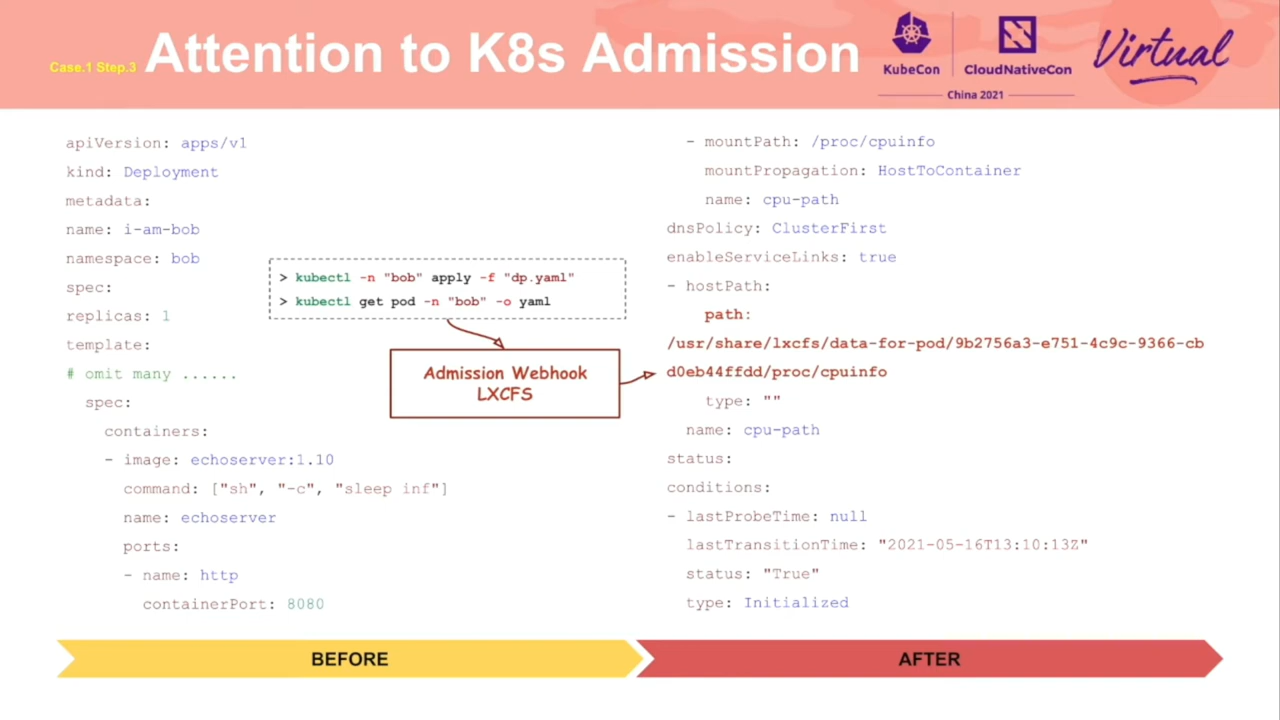 Case.1 Step.3 Attention to K8s Admission
KubeCon
CloudNativeCon
Virtual
China 2021
apiVersion: apps/v1
kind: Deployment
metadata:
name: i-am-bob
namespace: bob
spec:
replicas: 1
template:
# omit many ......
spec:
containers:
- image: echoserver:1.10
command: ["sh", "-c", "sleep inf"]
name: echoserver
ports:
- name: http
containerPort: 8080
> kubectl -n "bob" apply -f "dp.yaml"
> kubectl get pod -n "bob" -o yaml
Admission Webhook
LXCFS
- mountPath: /proc/cpuinfo
mountPropagation: HostToContainer
name: cpu-path
dnsPolicy: ClusterFirst
enableServiceLinks: true
- hostPath:
path:
/usr/share/lxcfs/data-for-pod/9b2756a3-e751-4c9c-9366-cb
d0eb44ffdd/proc/cpuinfo
type: ""
name: cpu-path
status:
conditions:
- lastProbeTime: null
lastTransitionTime: "2021-05-16T13:10:13Z"
status: "True"
type: Initialized
BEFORE
AFTER